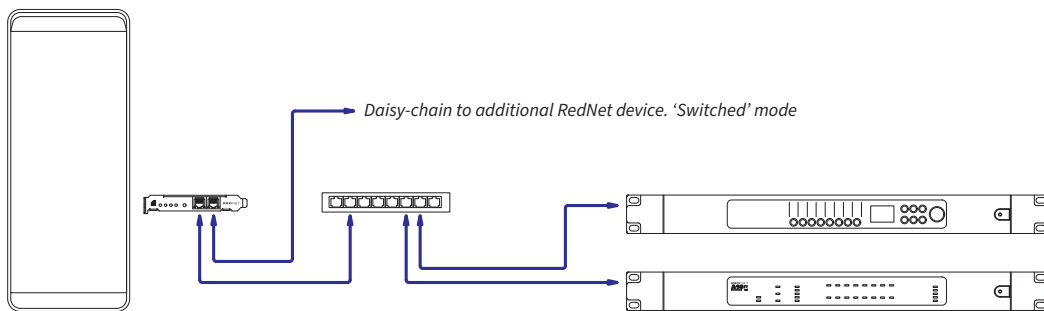 Daisy-chain to additional RedNet device. ‘Switched’ mode